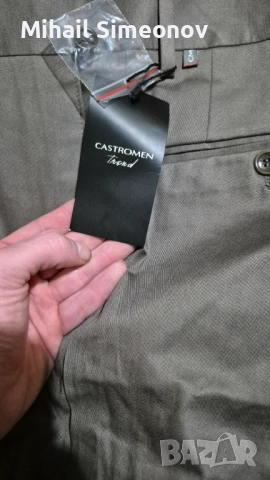 Mihail Simeonov
CASTROMEN
trend
BAZAR